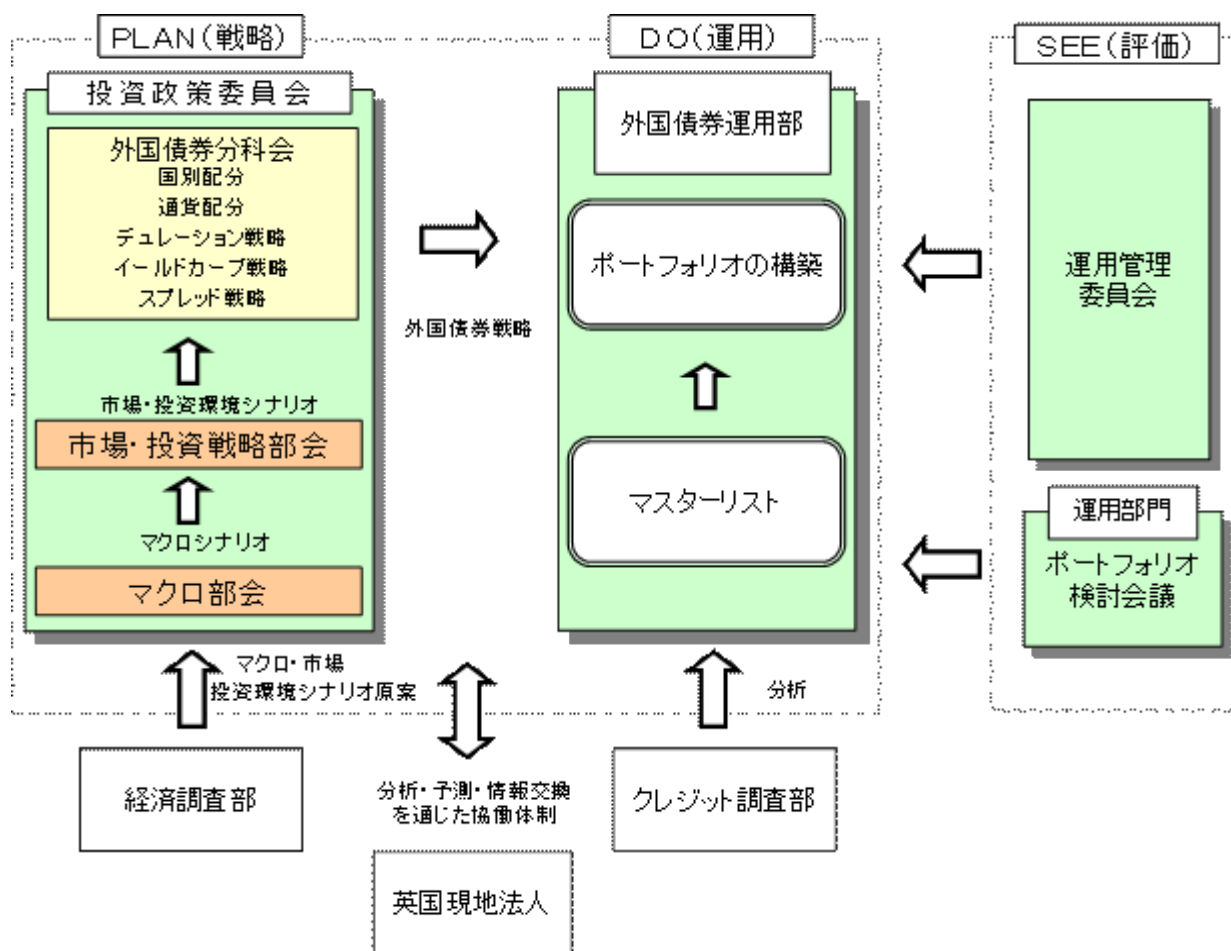 PLAN(戦略)
投資政策委員会
外国債券分科会
国別配分
通貨配分
デュレーション戦略
イールドカーブ戦略
スプレッド戦略
市場・投資環境シナリオ
市場・投資戦略部会
マクロシナリオ
マクロ部会
マクロ・市場
投資環境シナリオ原案
経済調査部
外国債券戦略
分析・予測・情報交換
を通じた協働体制
英国現地法人
DO(運用)
外国債券運用部
ポートフォリオの構築
マスターリスト
分析
クレジット調査部
SEE(評価)
運用管理
委員会
運用部門
ポートフォリオ
検討会議